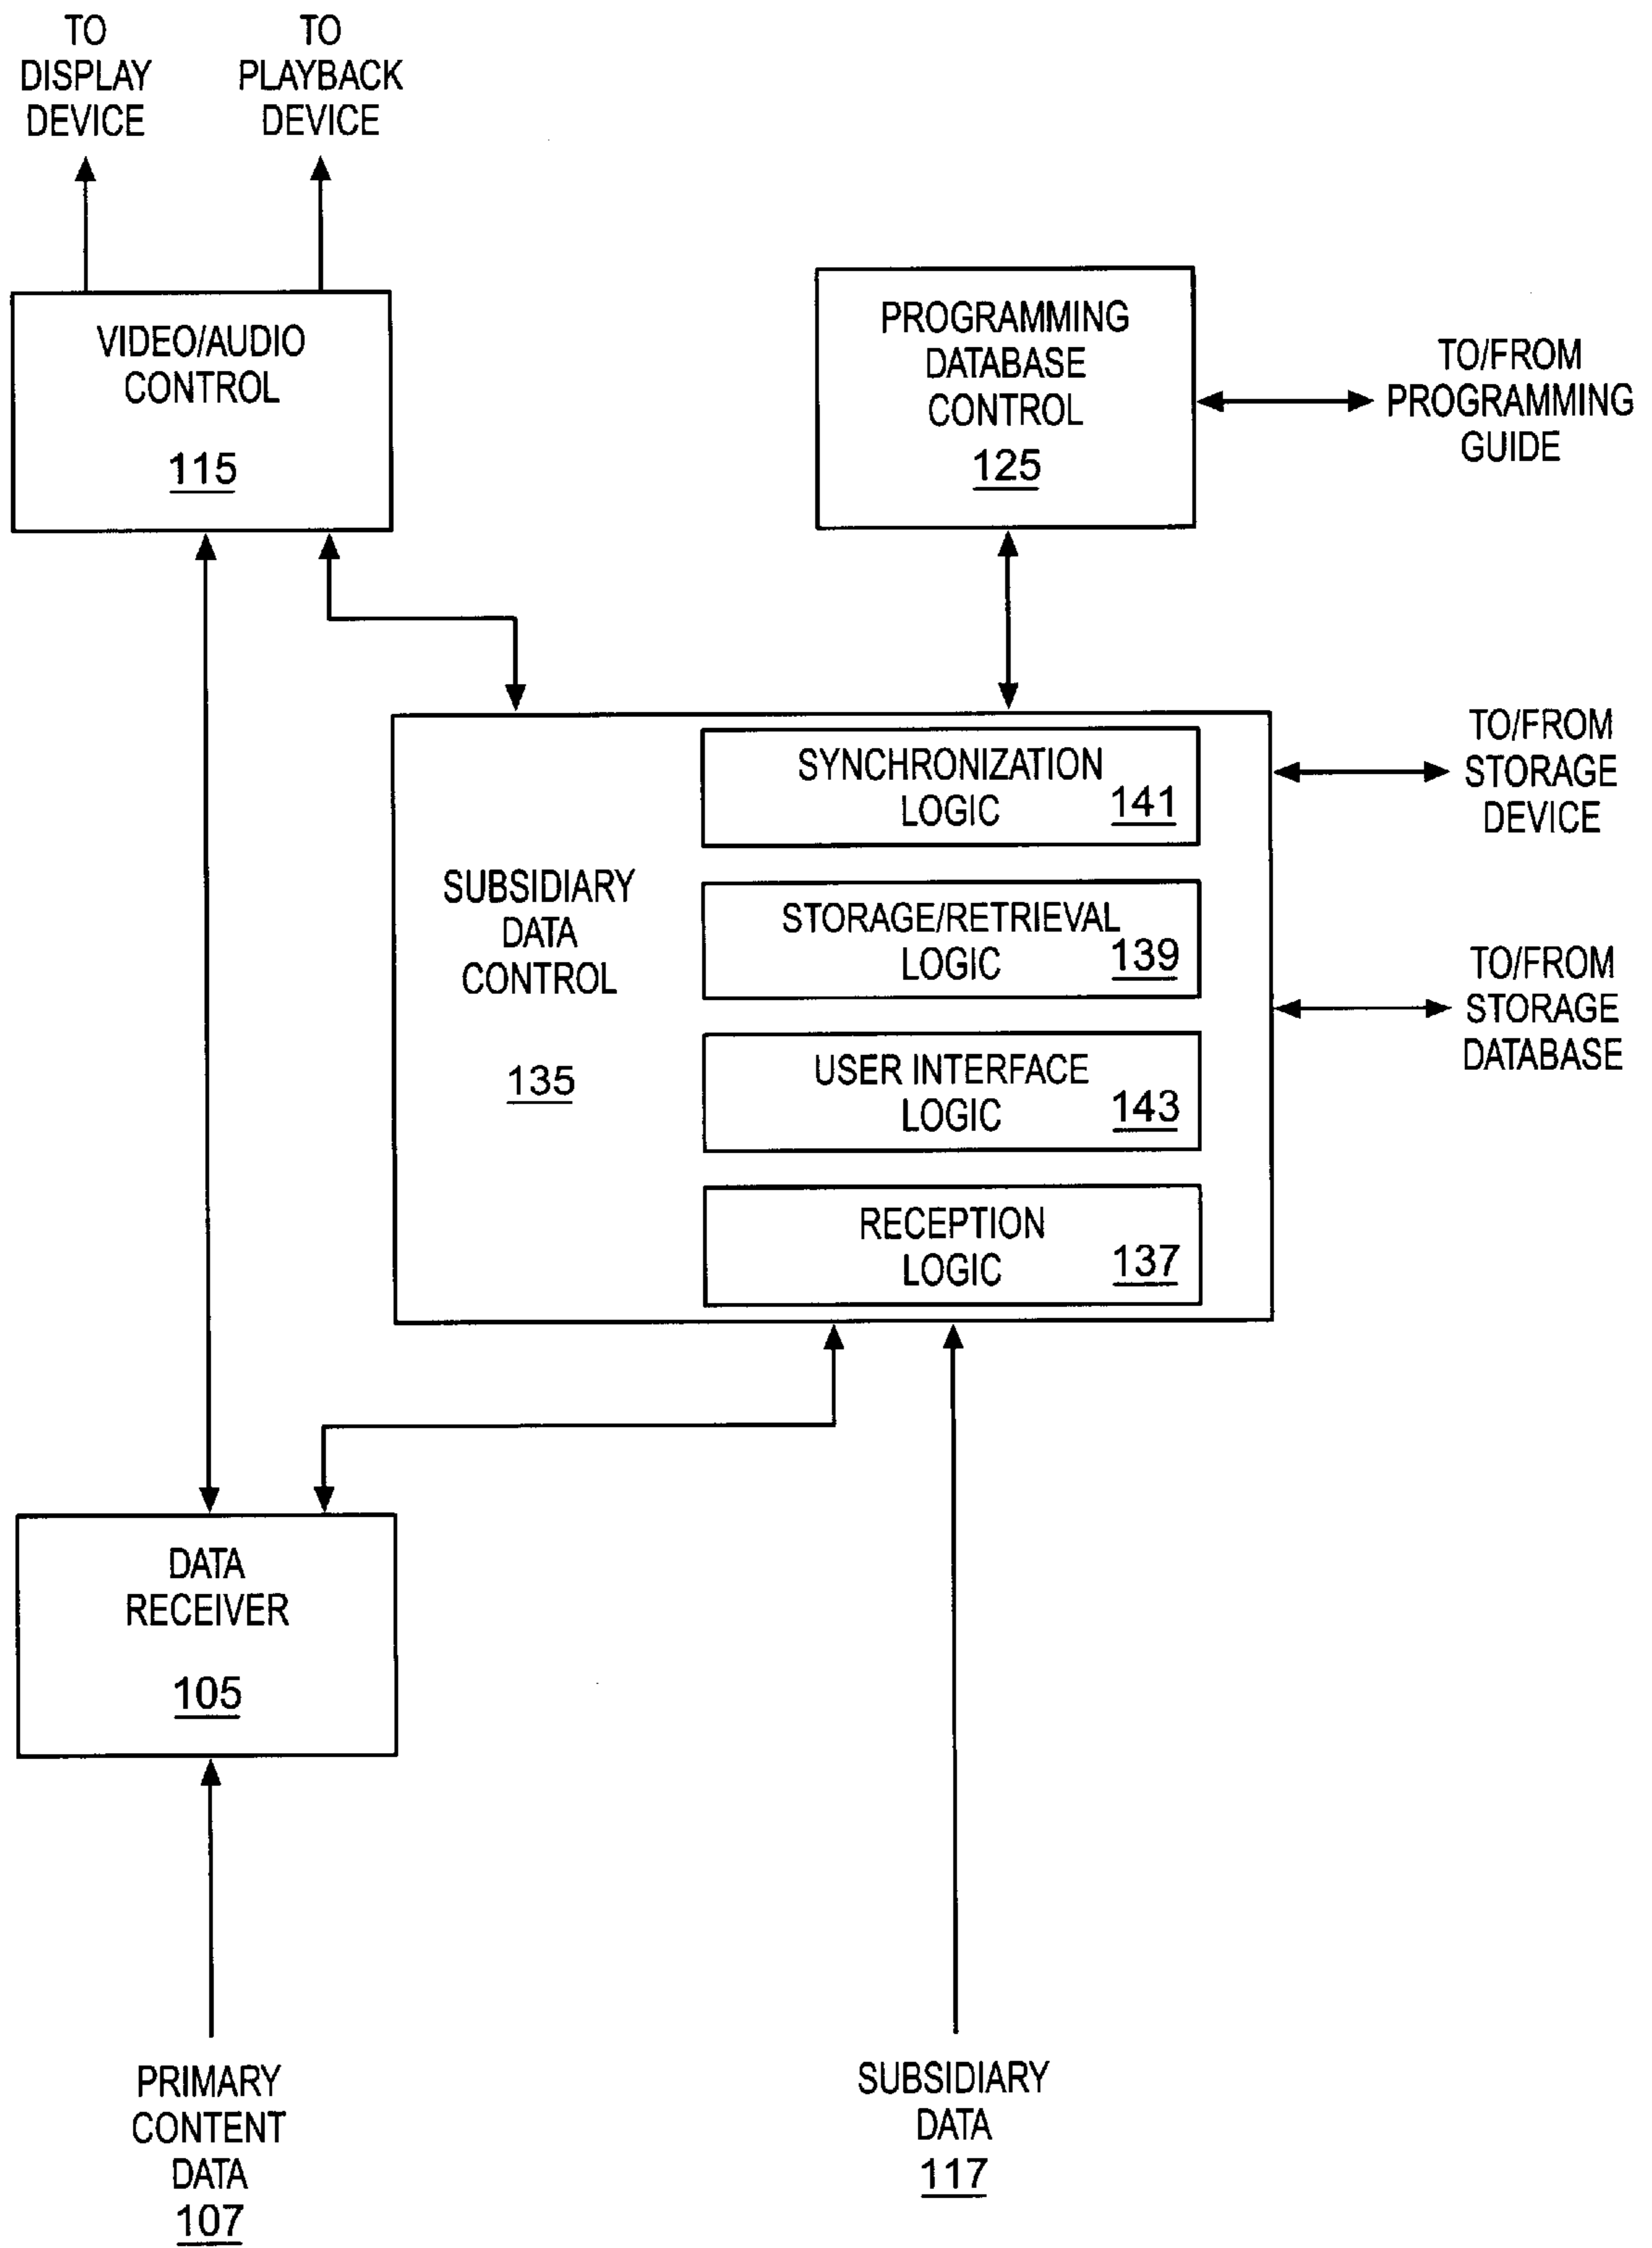 TO
DISPLAY
DEVICE
TO
PLAYBACK
DEVICE
VIDEO/AUDIO
CONTROL
115
PROGRAMMING
DATABASE
CONTROL
125
TO/FROM
PROGRAMMING
GUIDE
SUBSIDIARY
DATA
CONTROL
135
SYNCHRONIZATION
LOGIC 141
STORAGE/RETRIEVAL
LOGIC 139
USER INTERFACE
LOGIC 143
RECEPTION
LOGIC 137
TO/FROM
STORAGE
DEVICE
TO/FROM
STORAGE
DATABASE
DATA
RECEIVER
105
PRIMARY
CONTENT
DATA
107
SUBSIDIARY
DATA
117